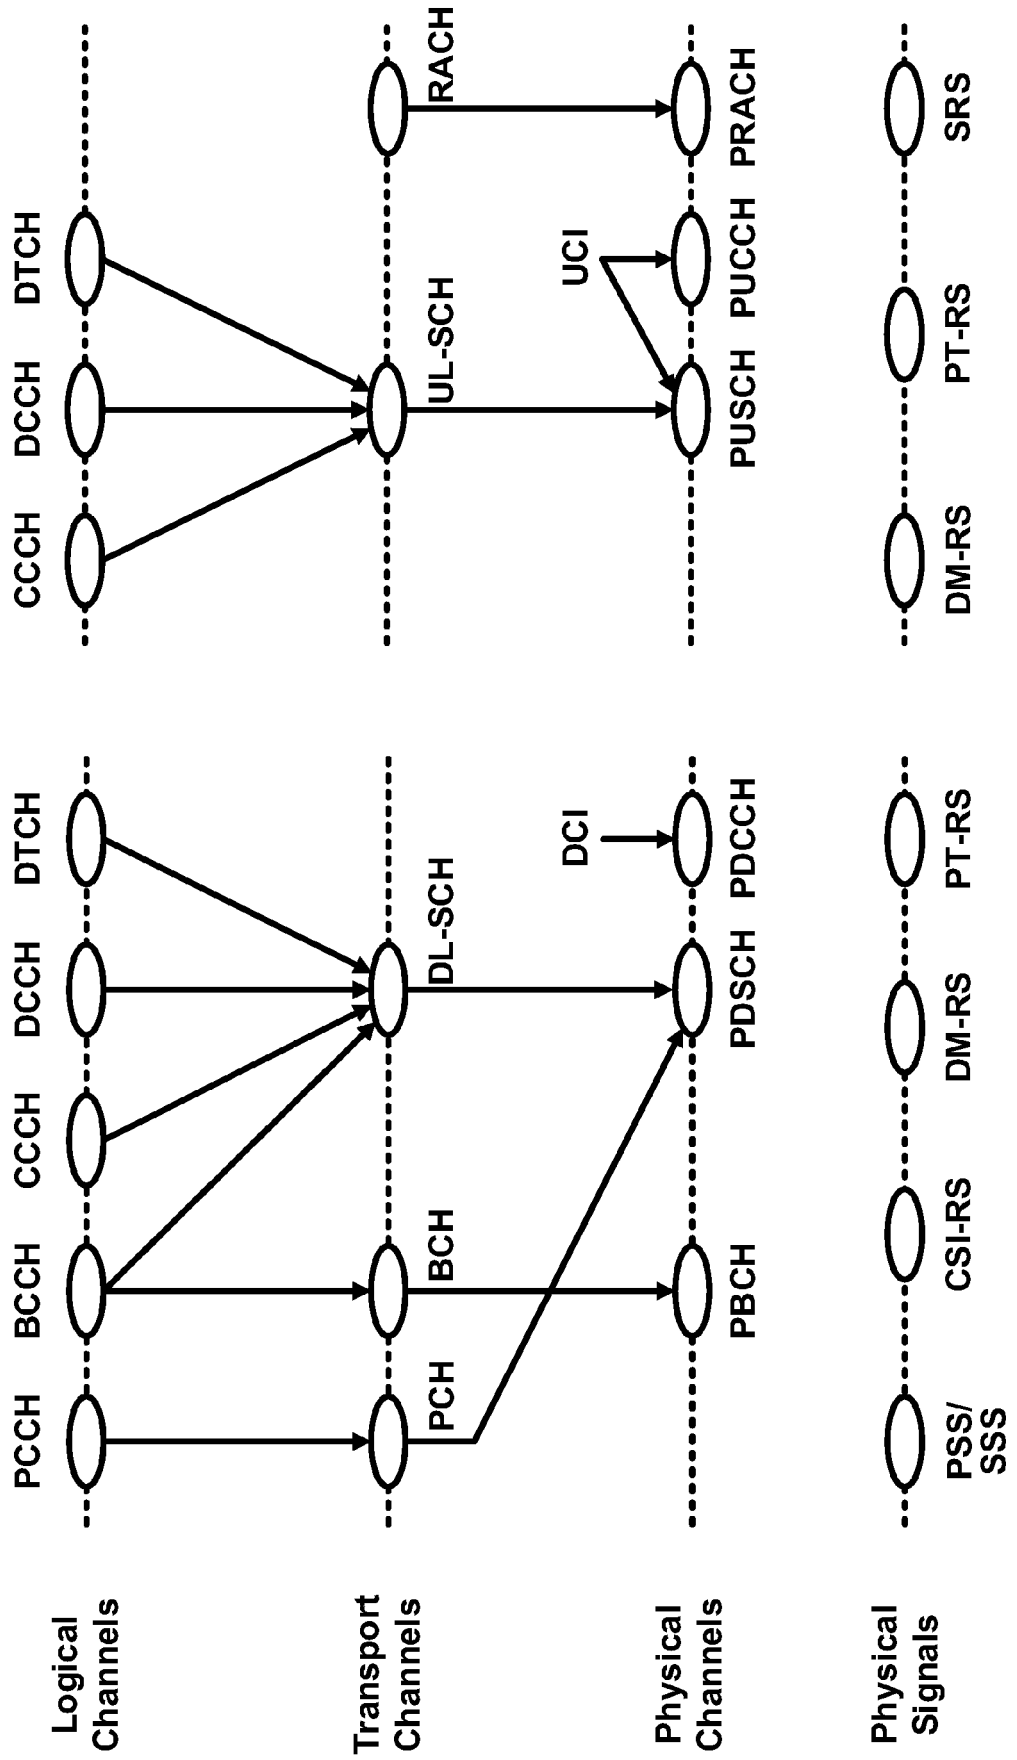 Logical
Channels
PCCH
BCCH
CCCH
DCCH
DTCH
CCCH
DCCH
DTCH
Transport
Channels
PCH
BCH
DL-SCH
UL-SCH
RACH
DCI
UCI
Physical
Channels
PBCH
PDSCH
PDCCH
PUSCH
PUCCH
PRACH
Physical
Signals
PSS/
SSS
CSI-RS
DM-RS
PT-RS
DM-RS
PT-RS
SRS